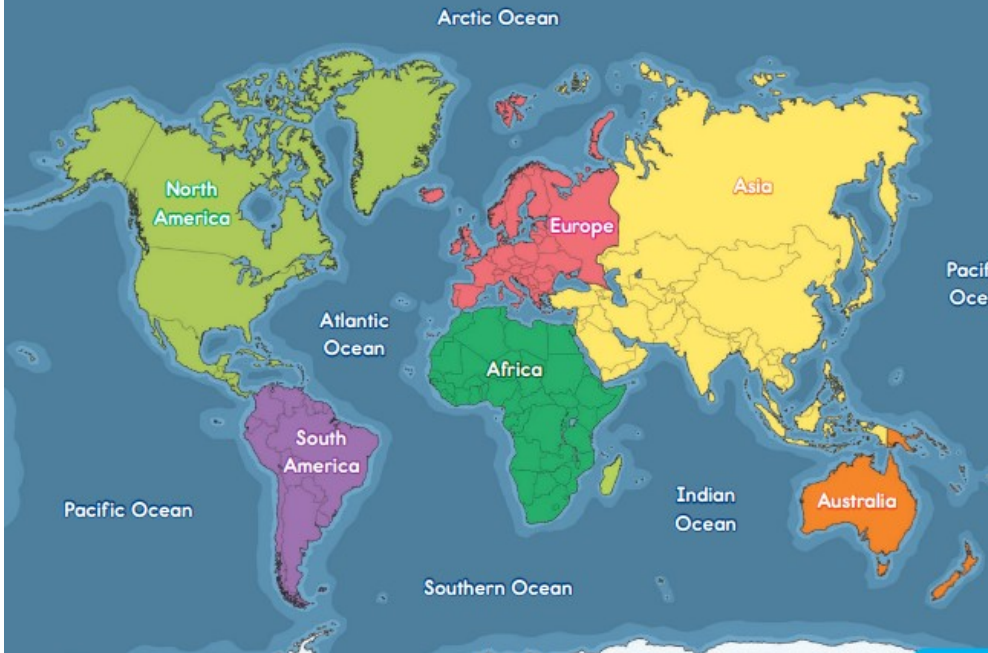 Arctic Ocean
North
America
Asia
Europe
Pacif
Oce
Atlantic
Ocean
Africa
South
America
Pacific Ocean
Indian
Ocean
Australia
Southern Ocean